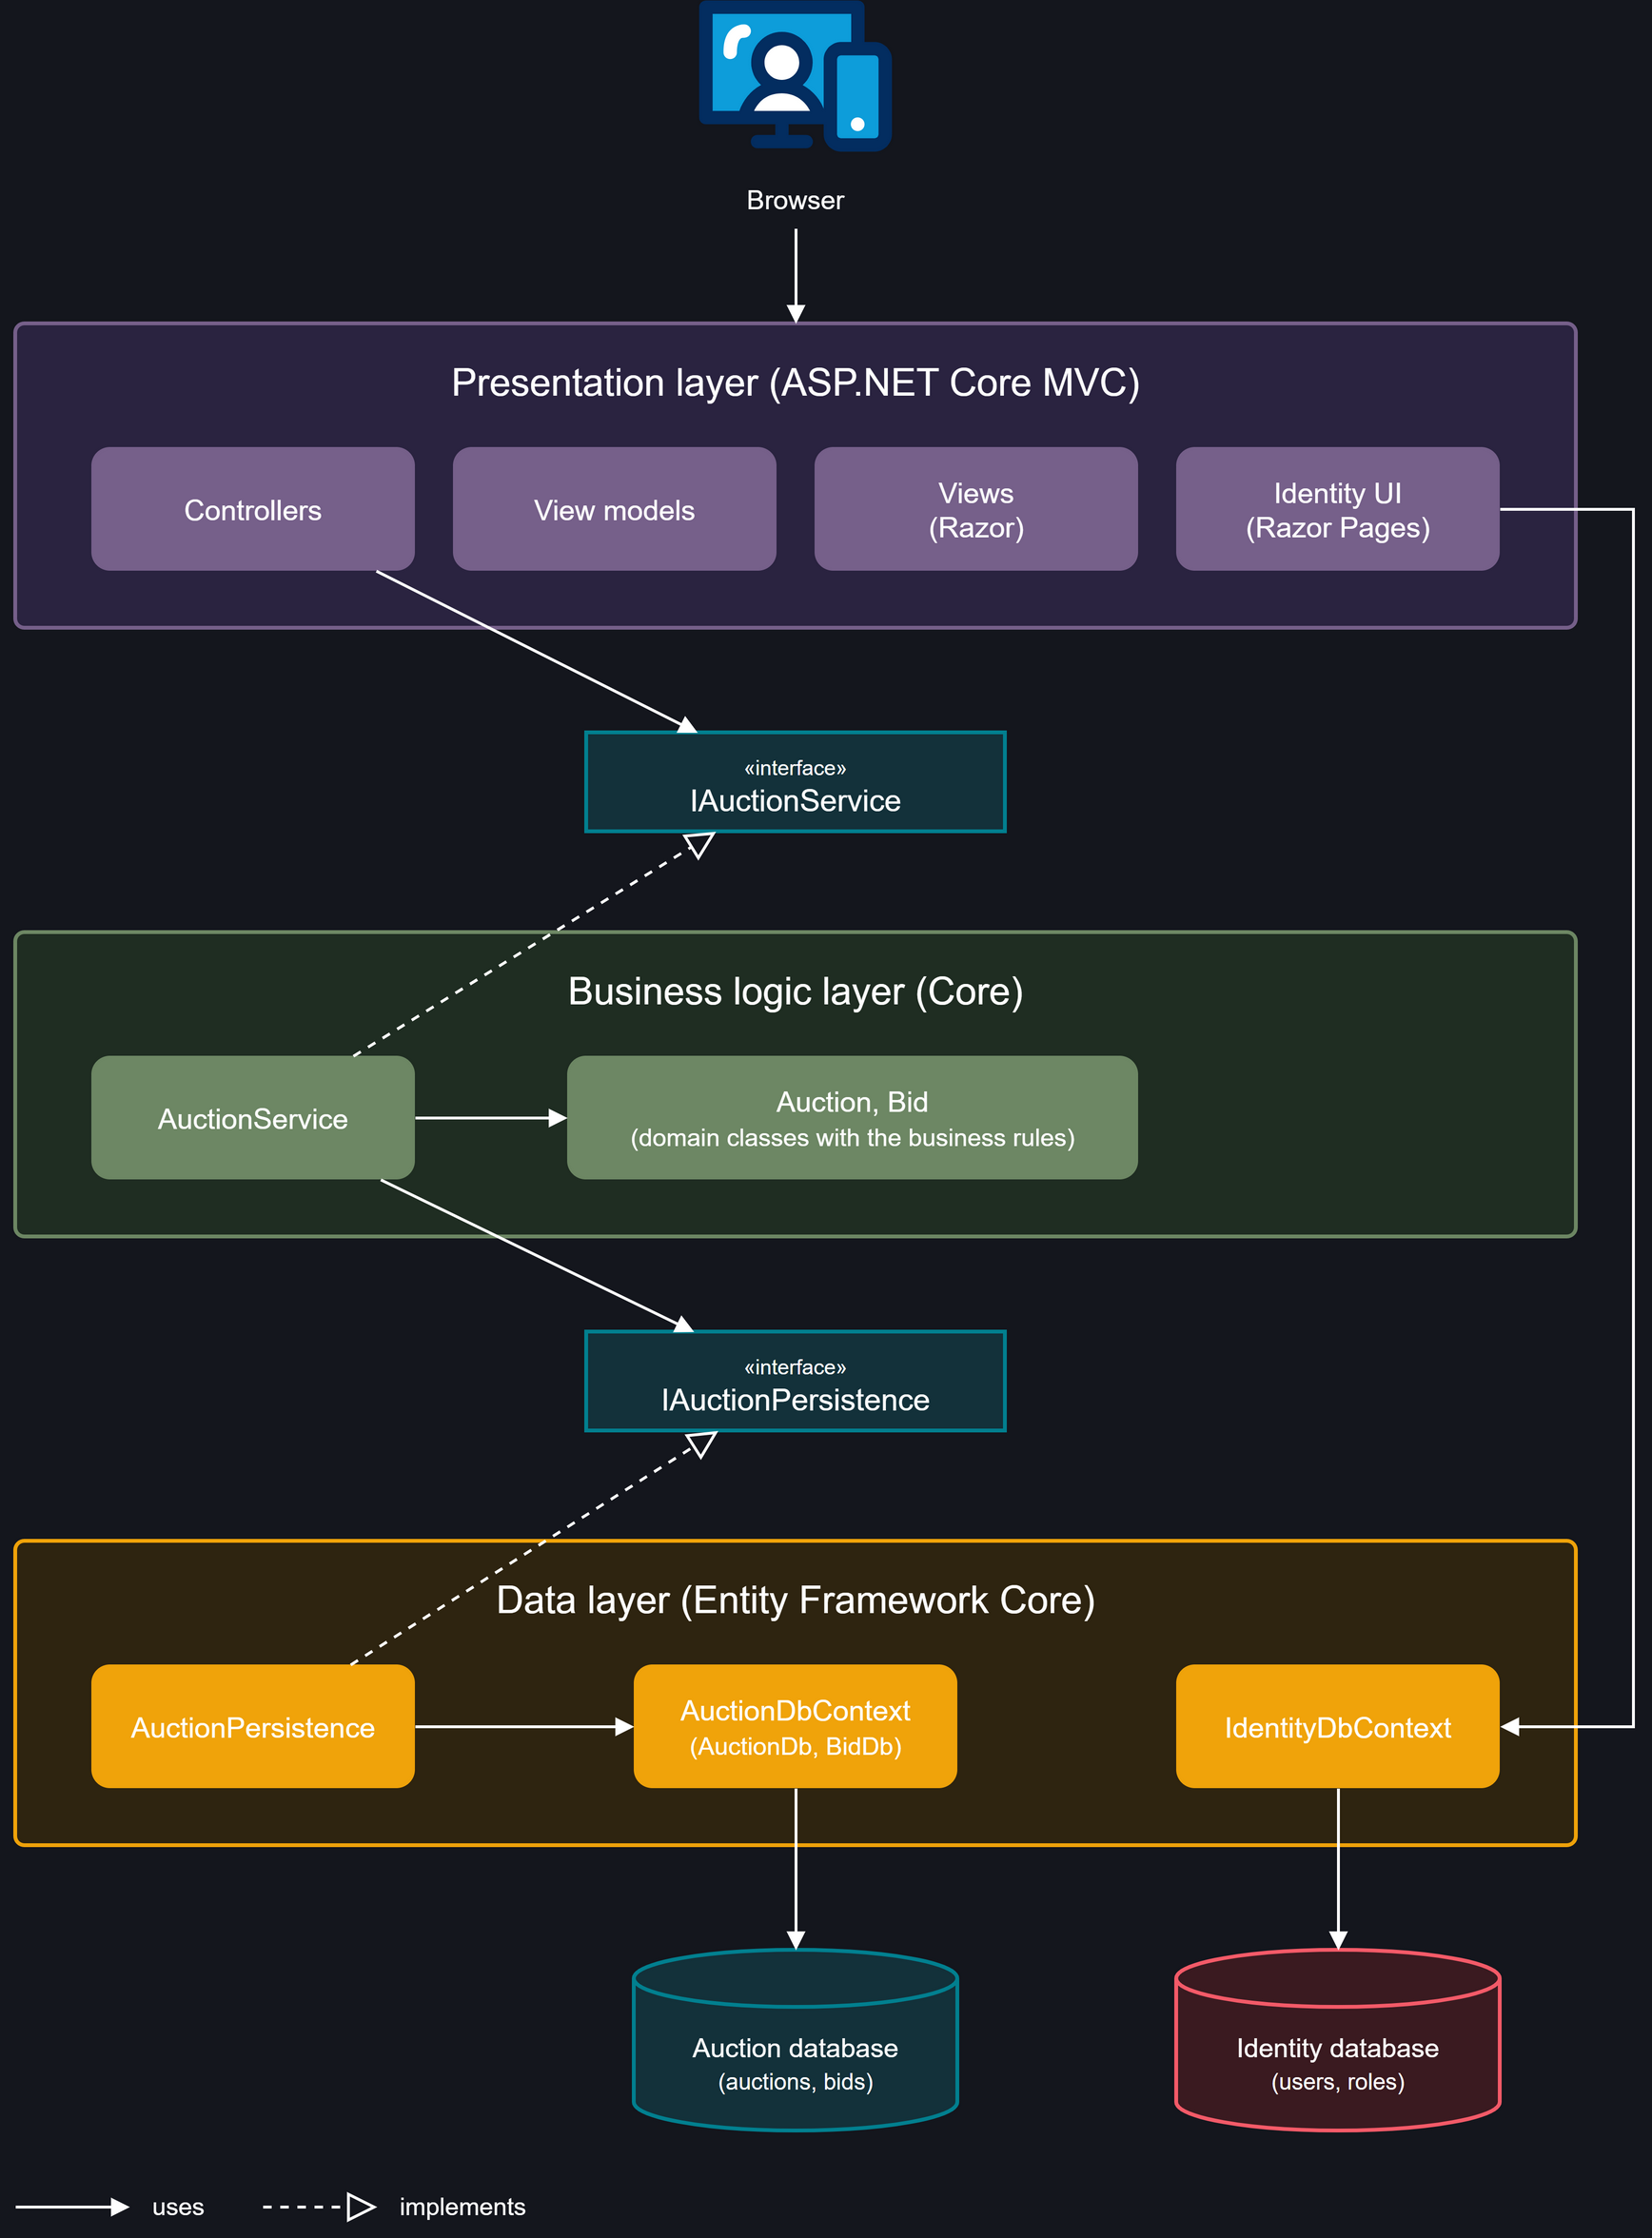 Browser
Presentation layer (ASP.NET Core MVC)
Controllers
View models
Views
(Razor)
Identity UI
(Razor Pages)
«interface»
IAuctionService
Business logic layer (Core)
AuctionService
Auction, Bid
(domain classes with the business rules)
«interface»
IAuctionPersistence
Data layer (Entity Framework Core)
AuctionPersistence
AuctionDbContext
(AuctionDb, BidDb)
IdentityDbContext
Auction database
(auctions, bids)
Identity database
(users, roles)
uses
implements